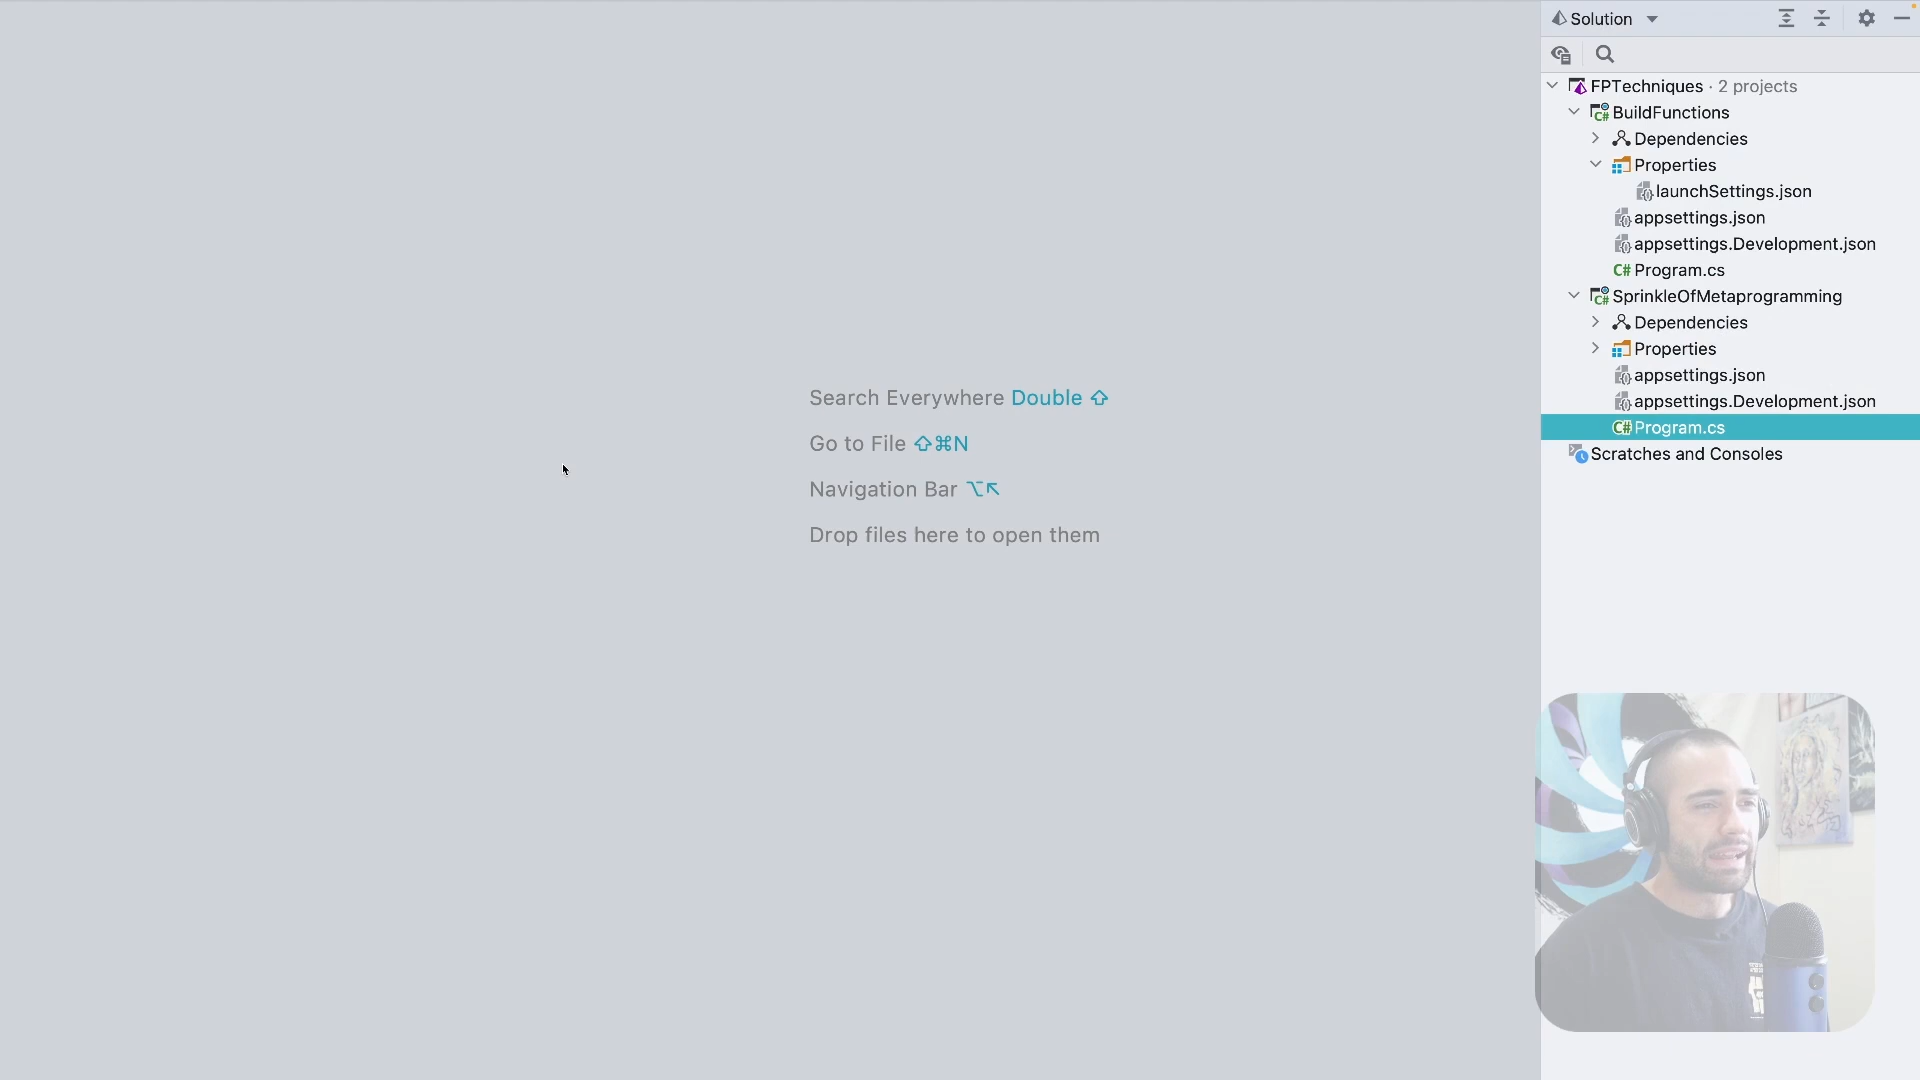 Solution
FPTechniques · 2 projects
BuildFunctions
Dependencies
Properties
launchSettings.json
appsettings.json
appsettings.Development.json
C# Program.cs
SprinkleOfMetaprogramming
Dependencies
Properties
appsettings.json
appsettings.Development.json
C# Program.cs
Scratches and Consoles
Search Everywhere Double ⇧
Go to File ⇧⌘N
Navigation Bar ⌥↖
Drop files here to open them